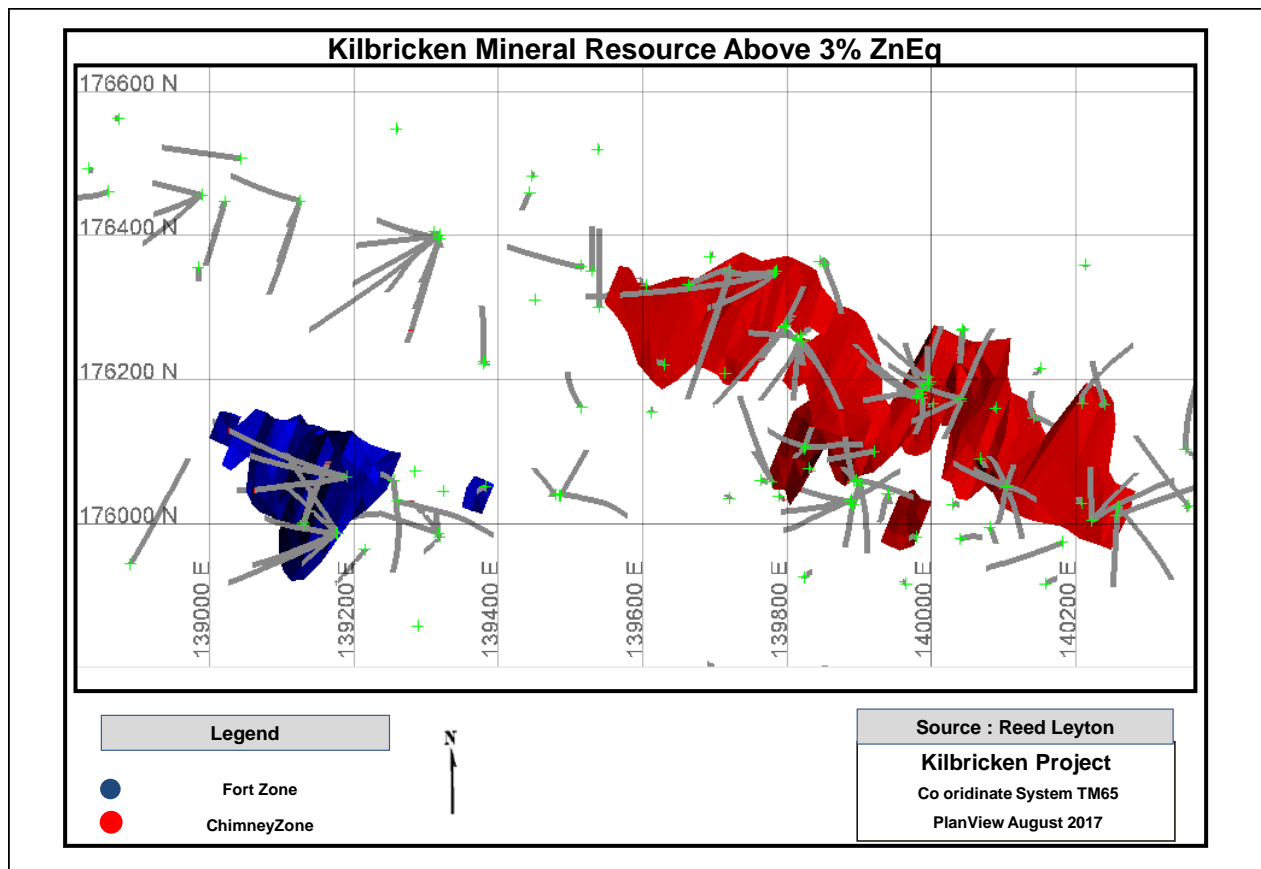 Kilbricken Mineral Resource Above 3% ZnEq
176600 N
176400 N
176200 N
176000 N
139000 E
139200 E
139400 E
139600 E
139800 E
140000 E
140200 E
Legend
Fort Zone
ChimneyZone
N
Source : Reed Leyton
Kilbricken Project
Co oridinate System TM65
PlanView August 2017